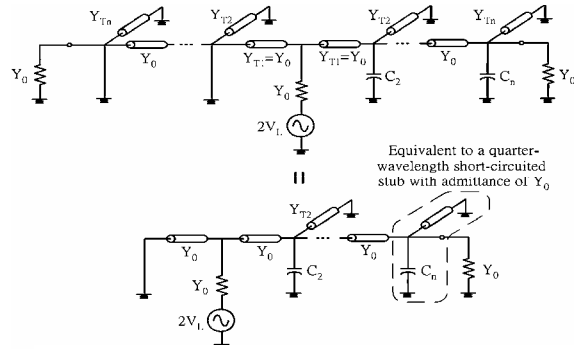 Y_Tn Y_T2 Y_T2 Y_Tn
Y_0 Y_0 ... Y_T1=Y_0 Y_T1=Y_0 ... Y_0 Y_0
Y_0 C_2 C_n
2V_L
Equivalent to a quarter-
wavelength short-circuited
stub with admittance of Y_0
=
Y_T2
Y_0 Y_0 ... Y_0
Y_0 C_2 C_n Y_0
2V_L